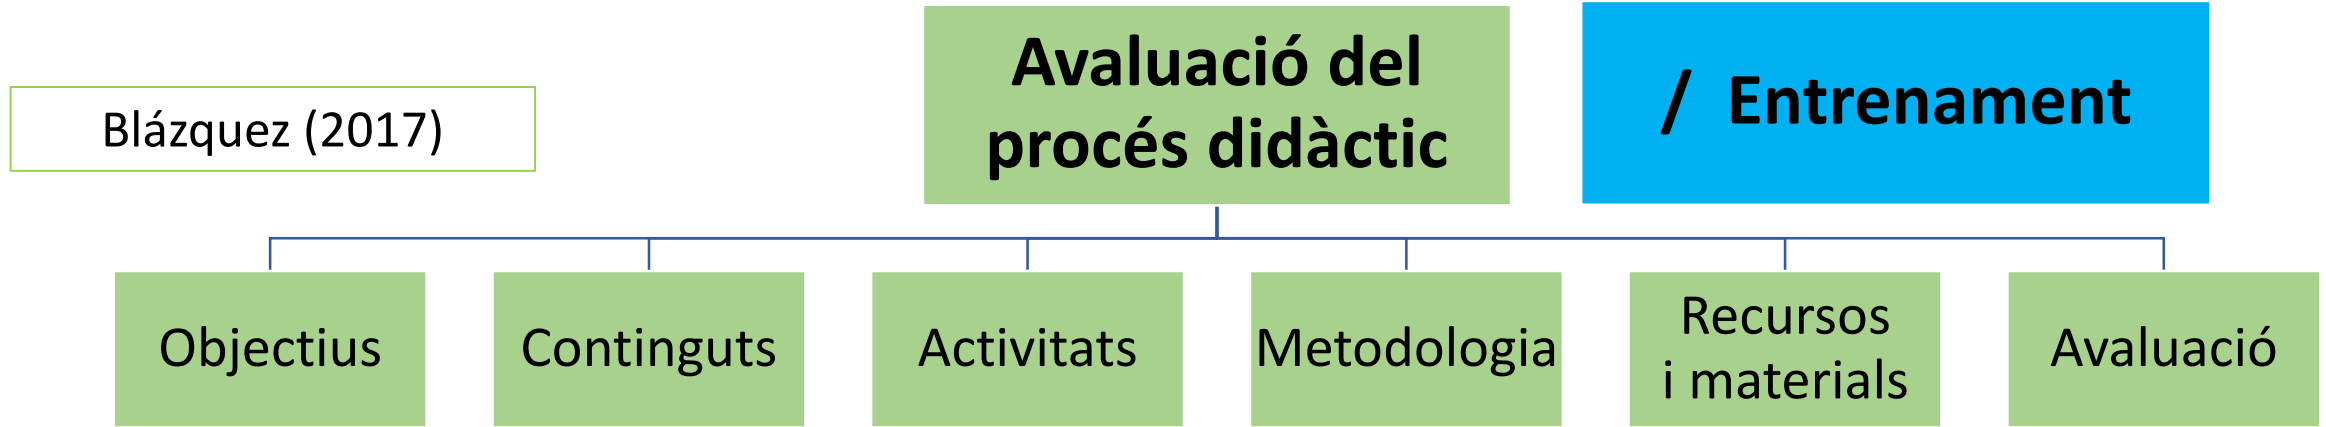 Blázquez (2017)
Avaluació del
procés didàctic
/ Entrenament
Objectius
Continguts
Activitats
Metodologia
Recursos
i materials
Avaluació